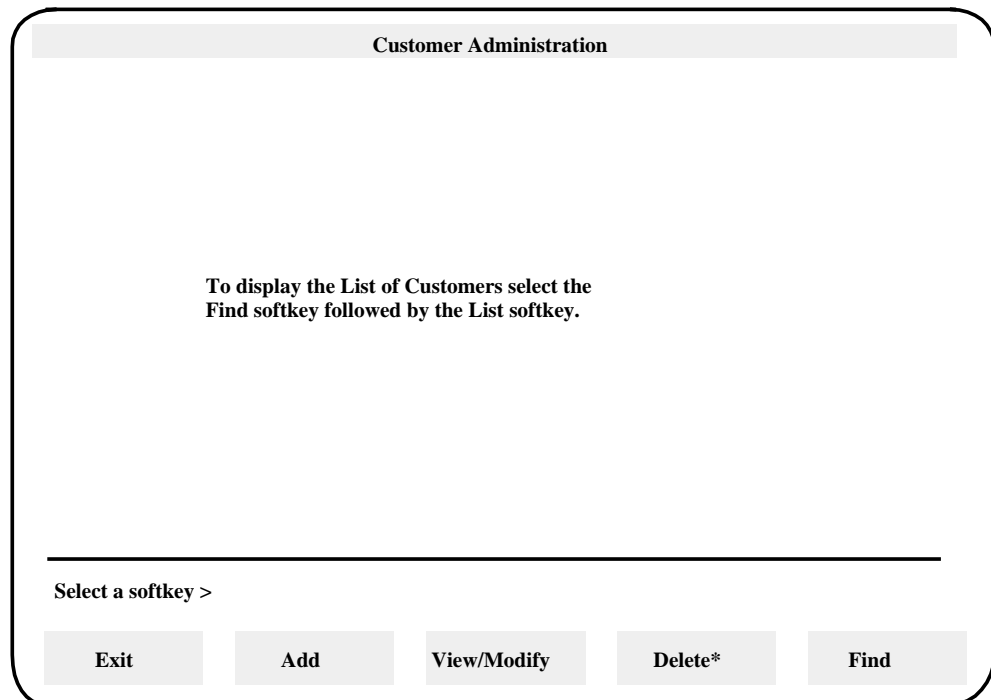 Customer Administration
To display the List of Customers select the
Find softkey followed by the List softkey.
Select a softkey >
Exit Add View/Modify Delete* Find